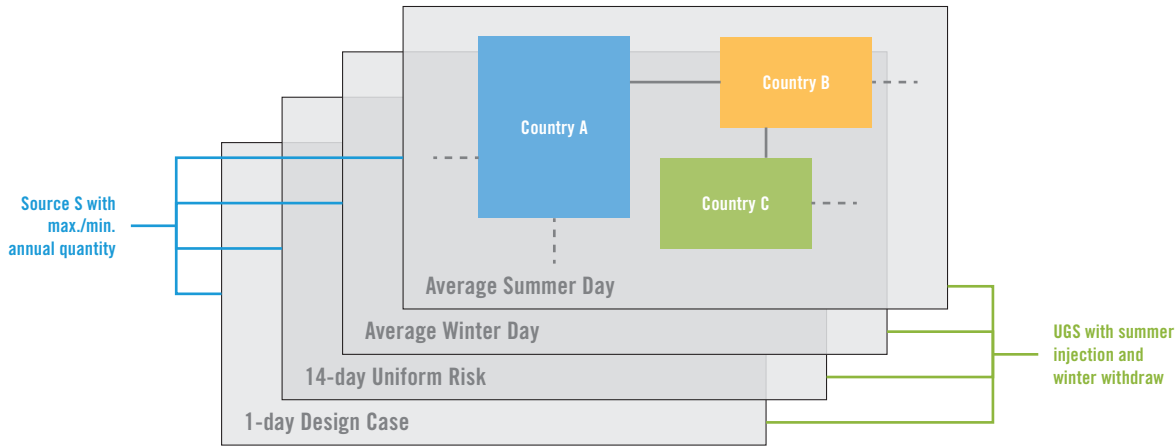 Country A
Country B
Country C
Source S with
max./min.
annual quantity
Average Summer Day
Average Winter Day
14-day Uniform Risk
1-day Design Case
UGS with summer
injection and
winter withdraw